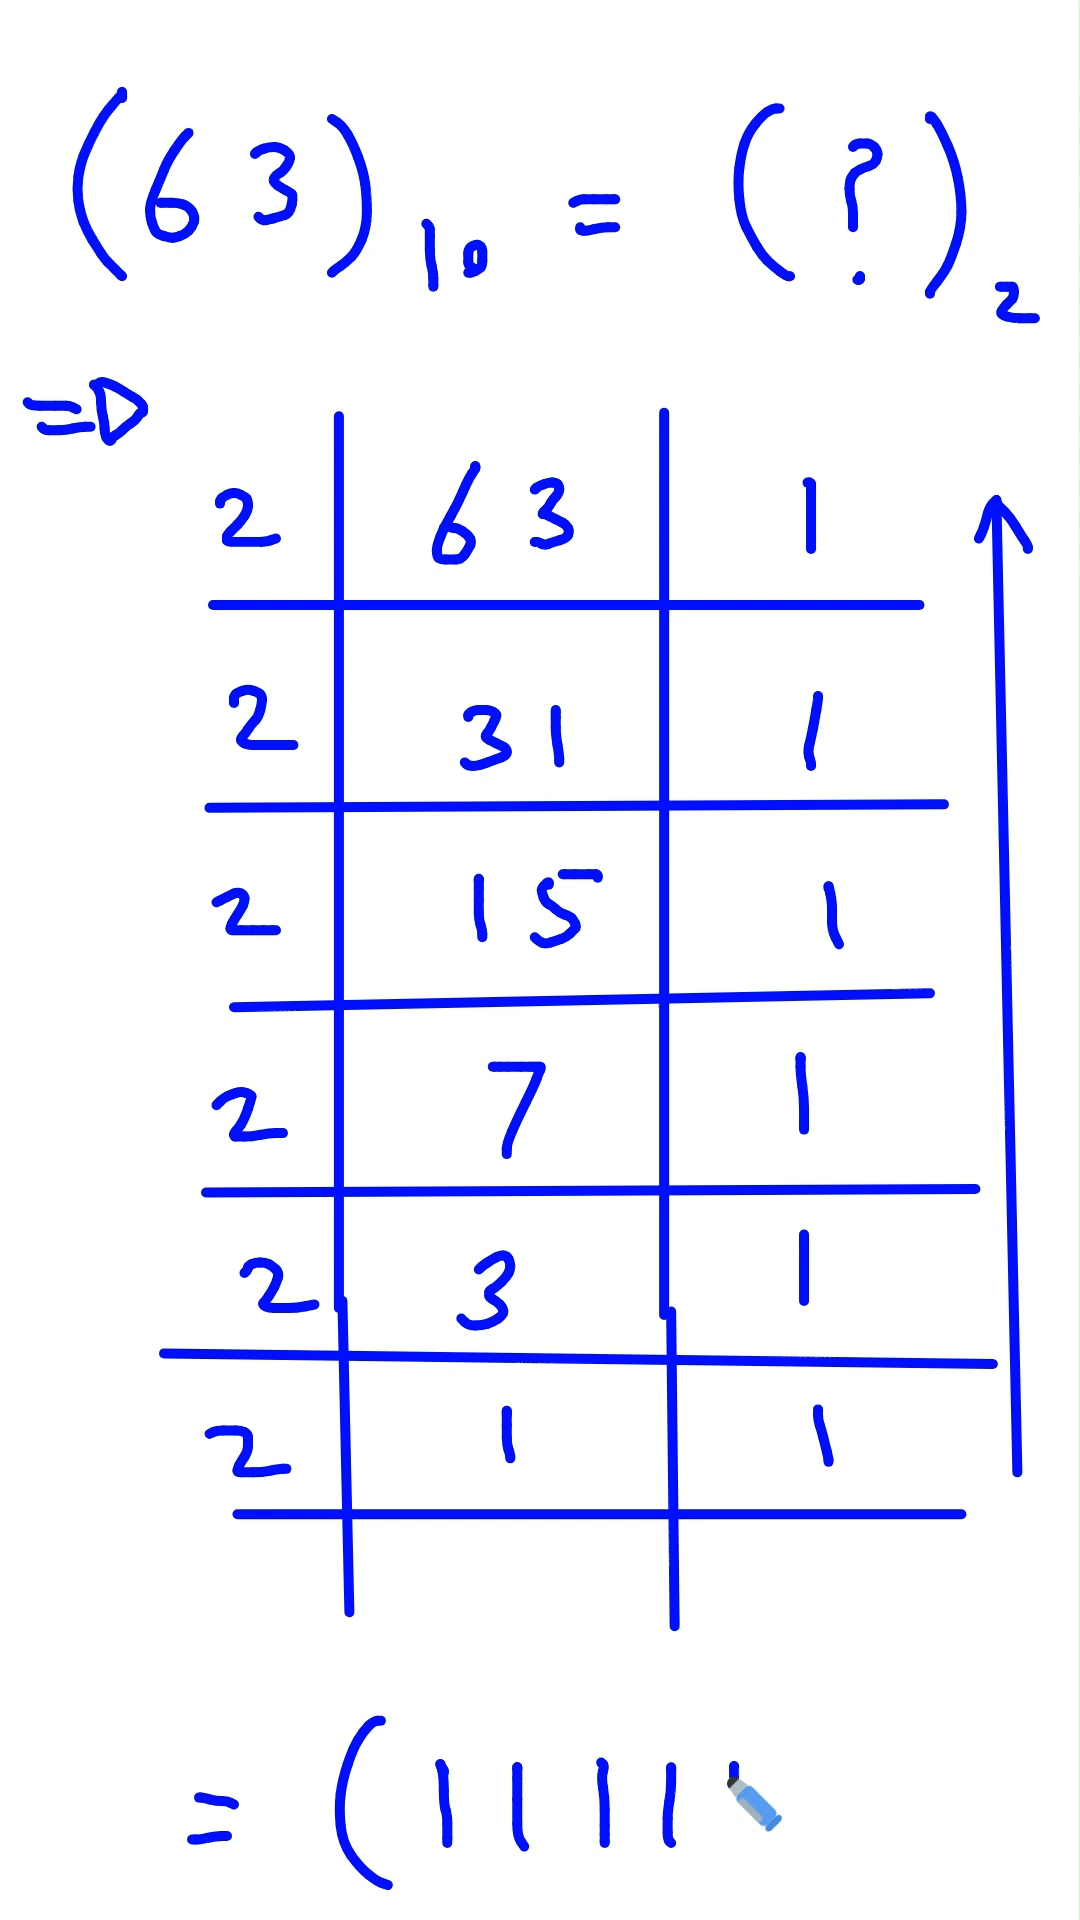 (63)₁₀ = (?)₂
⇒
2 | 63 | 1
2 | 31 | 1
2 | 15 | 1
2 | 7 | 1
2 | 3 | 1
2 | 1 | 1
= (1111